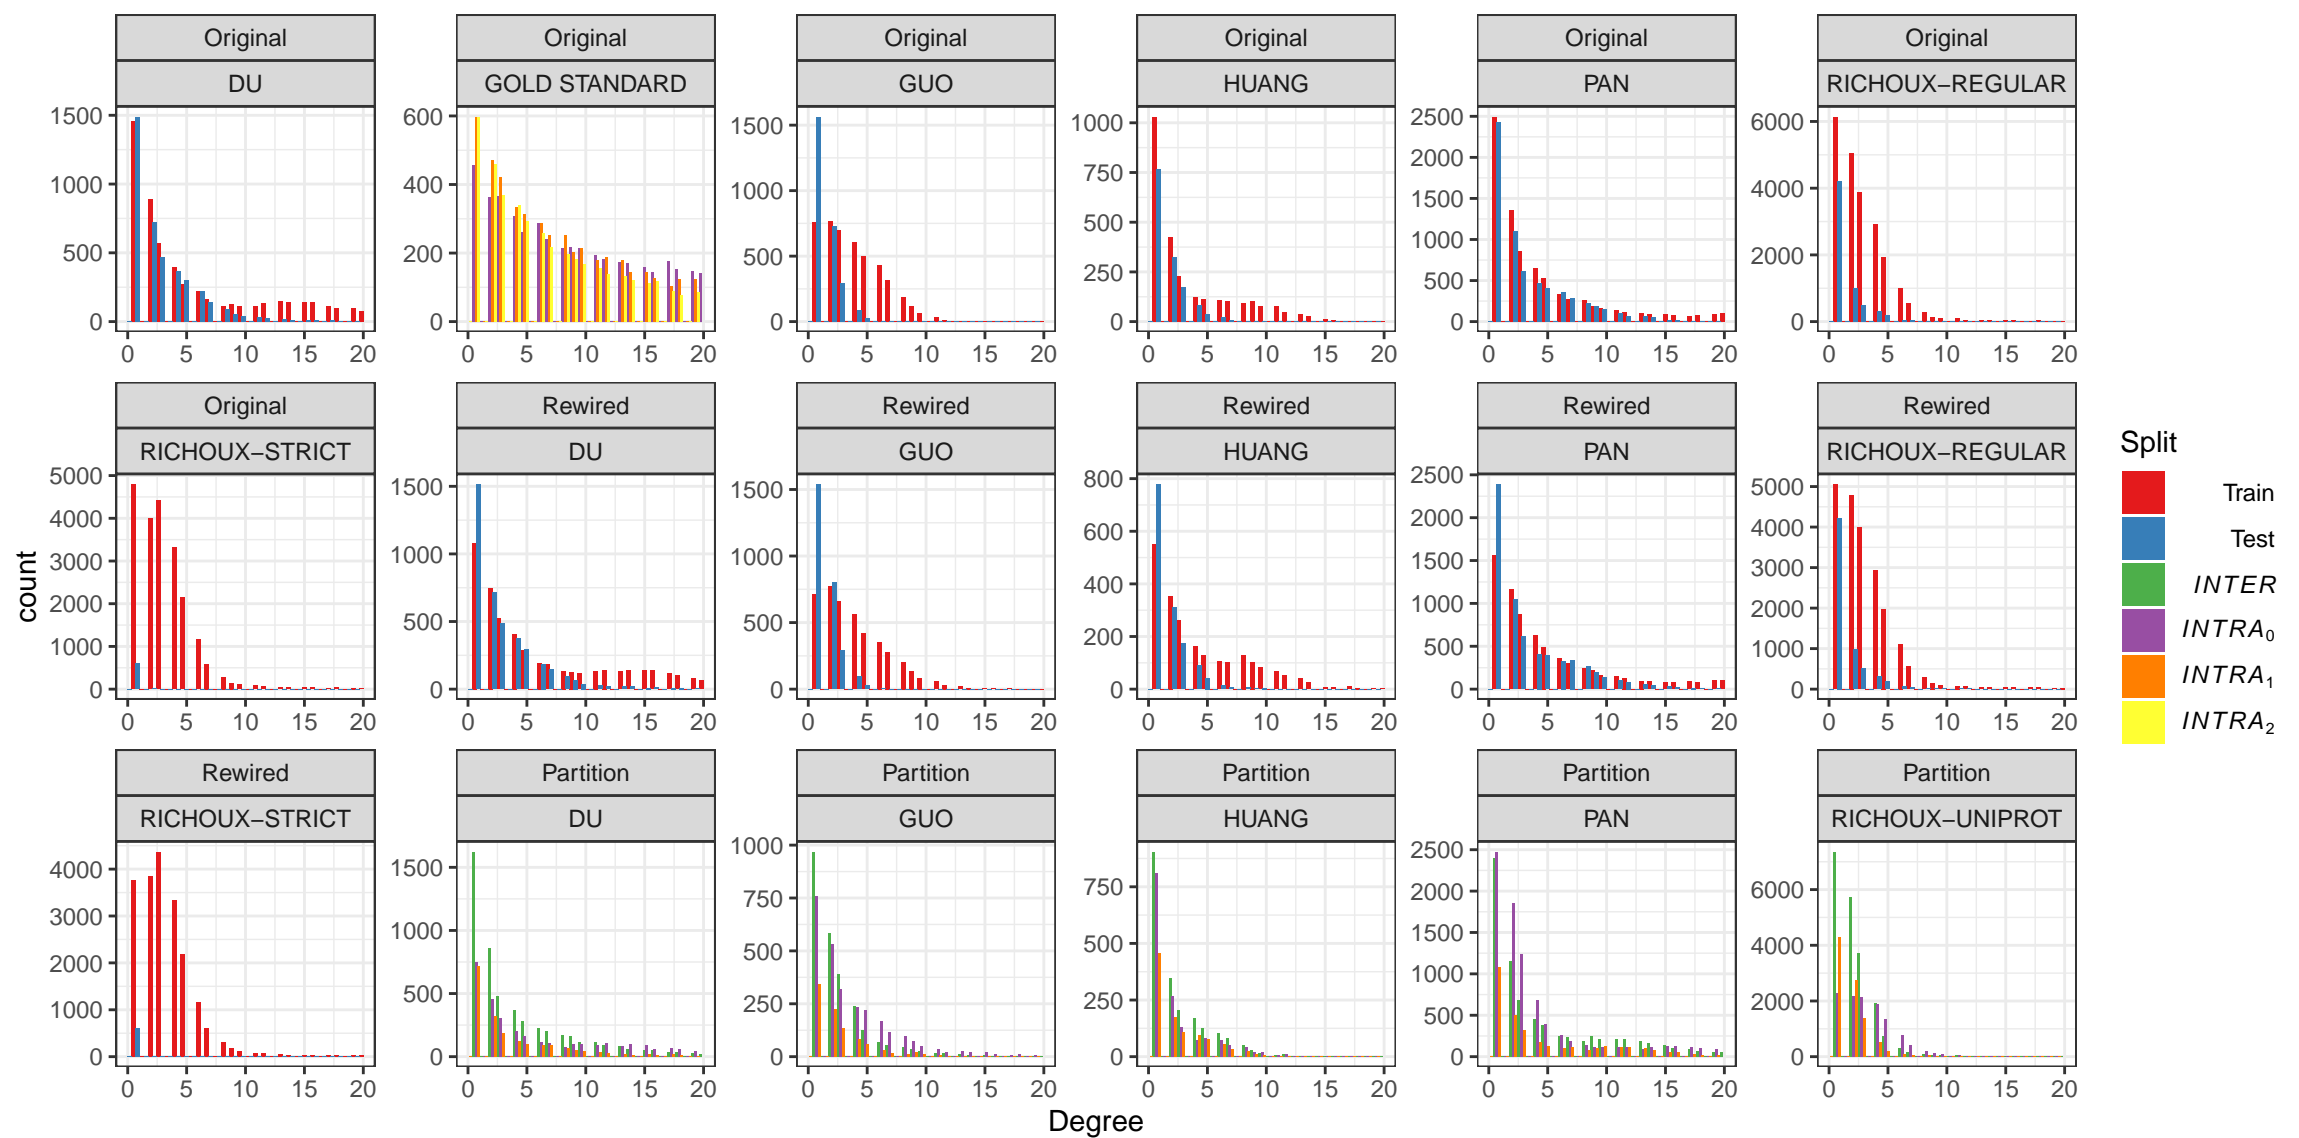 Original Original Original Original Original Original
DU GOLD STANDARD GUO HUANG PAN RICHOUX−REGULAR
1500 1000 500 0
600 400 200 0
1500 1000 500 0
1000 750 500 250 0
2500 2000 1500 1000 500 0
6000 4000 2000 0
0 5 10 15 20 0 5 10 15 20 0 5 10 15 20 0 5 10 15 20 0 5 10 15 20 0 5 10 15 20
Original Rewired Rewired Rewired Rewired Rewired
RICHOUX−STRICT DU GUO HUANG PAN RICHOUX−REGULAR
5000 4000 3000 2000 1000 0
1500 1000 500 0
1500 1000 500 0
800 600 400 200 0
2500 2000 1500 1000 500 0
5000 4000 3000 2000 1000 0
0 5 10 15 20 0 5 10 15 20 0 5 10 15 20 0 5 10 15 20 0 5 10 15 20 0 5 10 15 20
Rewired Partition Partition Partition Partition Partition
RICHOUX−STRICT DU GUO HUANG PAN RICHOUX−UNIPROT
4000 3000 2000 1000 0
1500 1000 500 0
1000 750 500 250 0
750 500 250 0
2500 2000 1500 1000 500 0
6000 4000 2000 0
0 5 10 15 20 0 5 10 15 20 0 5 10 15 20 0 5 10 15 20 0 5 10 15 20 0 5 10 15 20
count
Degree
Split
Train
Test
INTER
INTRA₀
INTRA₁
INTRA₂